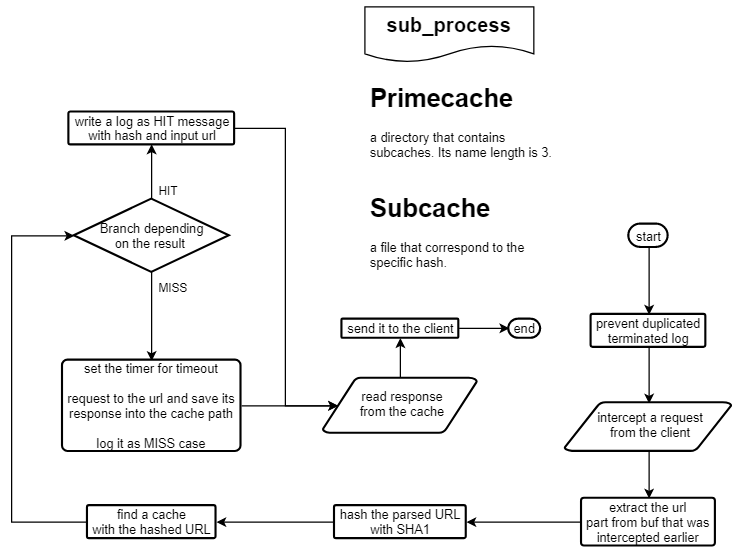 sub_process
Primecache
a directory that contains
subcaches. Its name length is 3.
Subcache
a file that correspond to the
specific hash.
write a log as HIT message
with hash and input url
HIT
Branch depending
on the result
MISS
set the timer for timeout
request to the url and save its
response into the cache path
log it as MISS case
send it to the client
end
read response
from the cache
start
prevent duplicated
terminated log
intercept a request
from the client
extract the url
part from buf that was
intercepted earlier
hash the parsed URL
with SHA1
find a cache
with the hashed URL